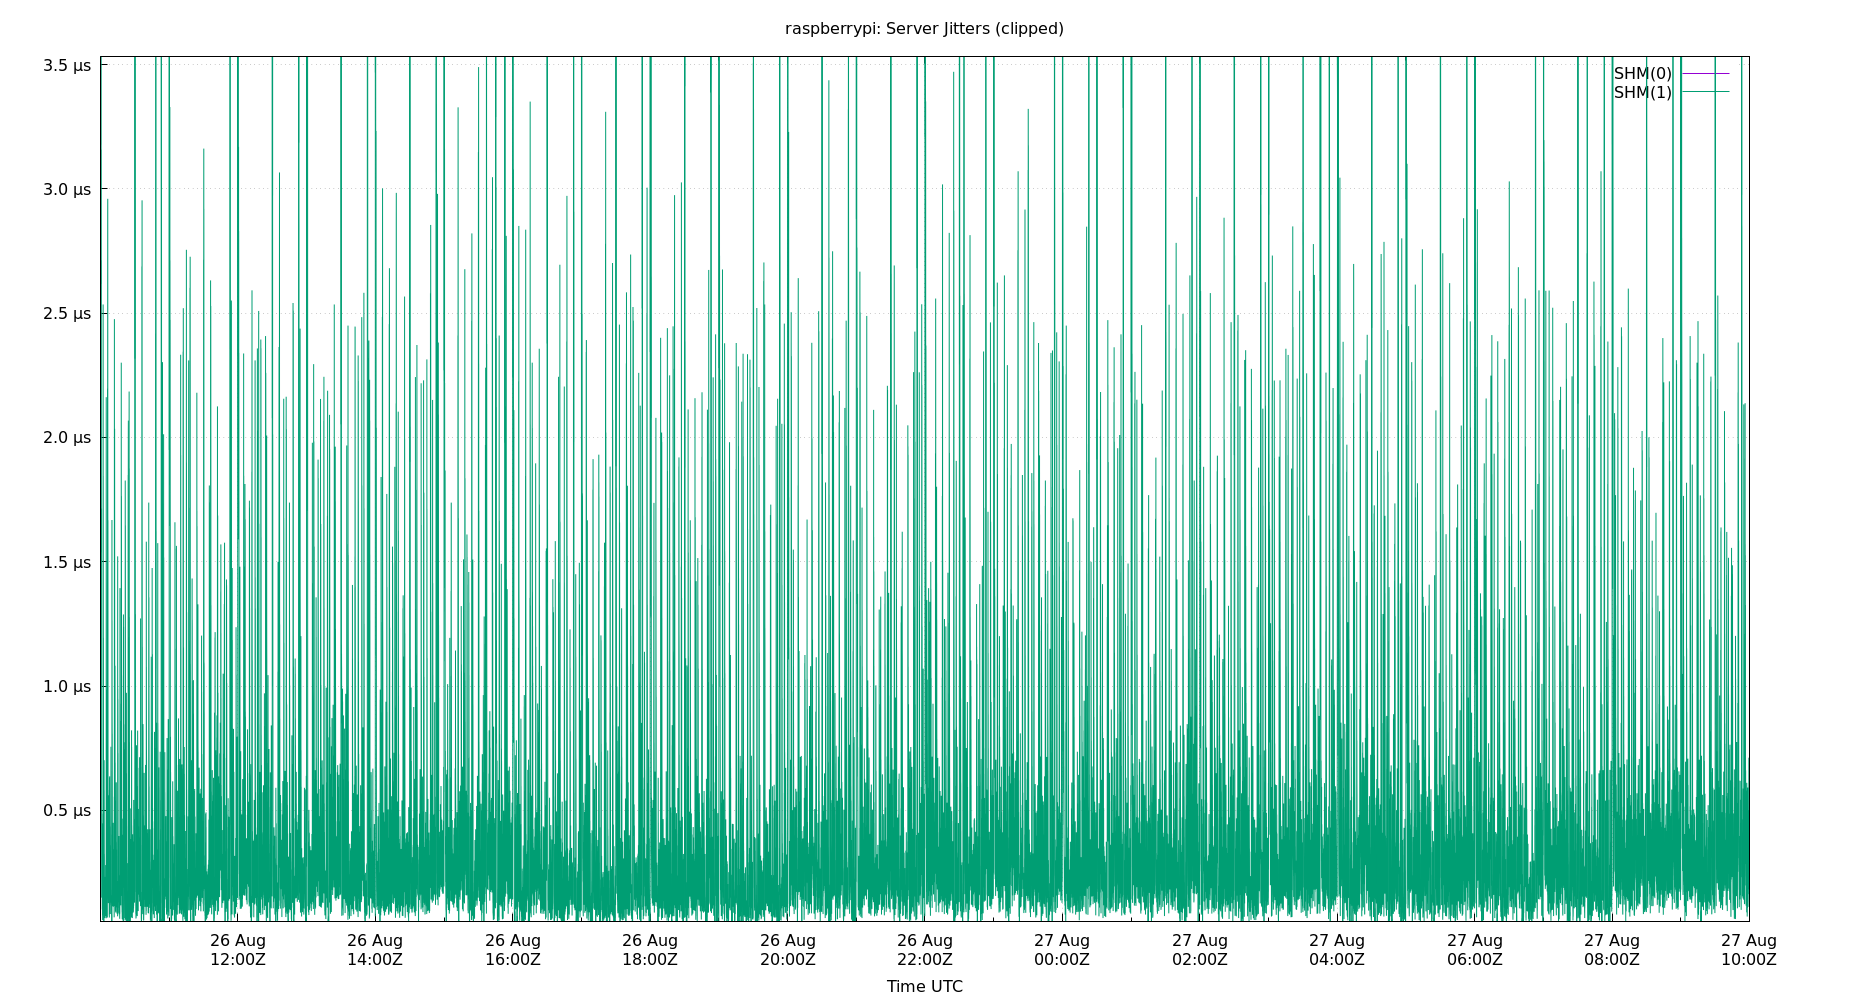 raspberrypi: Server Jitters (clipped)
3.5 µs
3.0 µs
2.5 µs
2.0 µs
1.5 µs
1.0 µs
0.5 µs
SHM(0)
SHM(1)
26 Aug 26 Aug 26 Aug 26 Aug 26 Aug 26 Aug 27 Aug 27 Aug 27 Aug 27 Aug 27 Aug 27 Aug
12:00Z 14:00Z 16:00Z 18:00Z 20:00Z 22:00Z 00:00Z 02:00Z 04:00Z 06:00Z 08:00Z 10:00Z
Time UTC